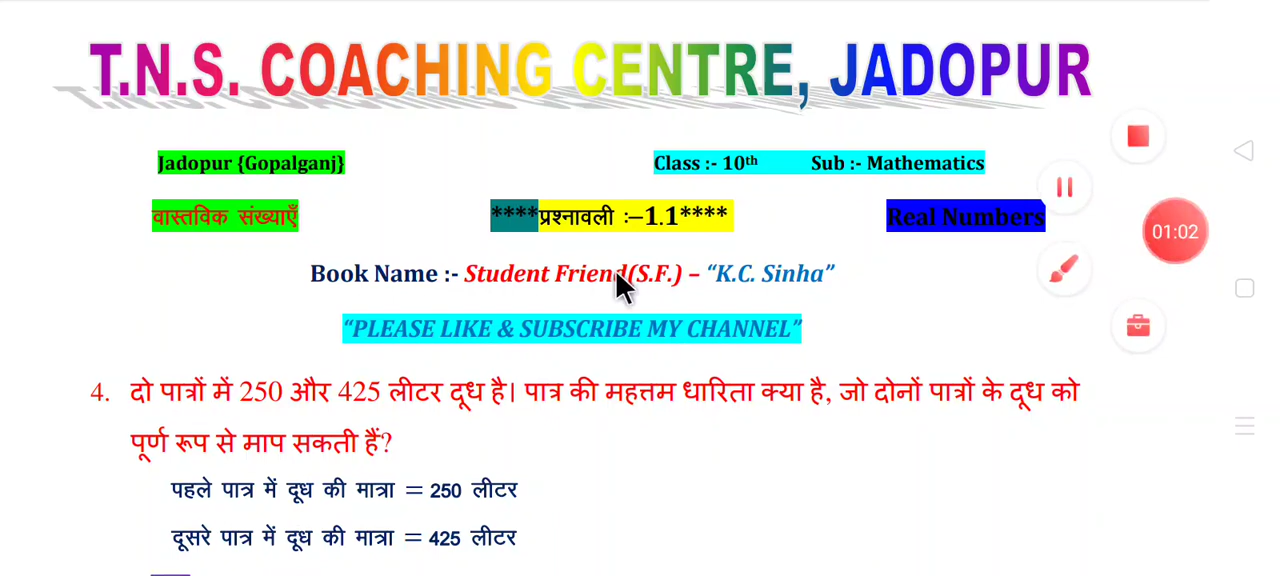 T.N.S. COACHING CENTRE, JADOPUR
Jadopur {Gopalganj} Class :- 10th Sub :- Mathematics
वास्तविक संख्याएँ ****प्रश्नावली :–1.1**** Real Numbers
Book Name :- Student Friend(S.F.) – “K.C. Sinha”
“PLEASE LIKE & SUBSCRIBE MY CHANNEL”
01:02
4. दो पात्रों में 250 और 425 लीटर दूध है। पात्र की महत्तम धारिता क्या है, जो दोनों पात्रों के दूध को
पूर्ण रूप से माप सकती हैं?
पहले पात्र में दूध की मात्रा = 250 लीटर
दूसरे पात्र में दूध की मात्रा = 425 लीटर